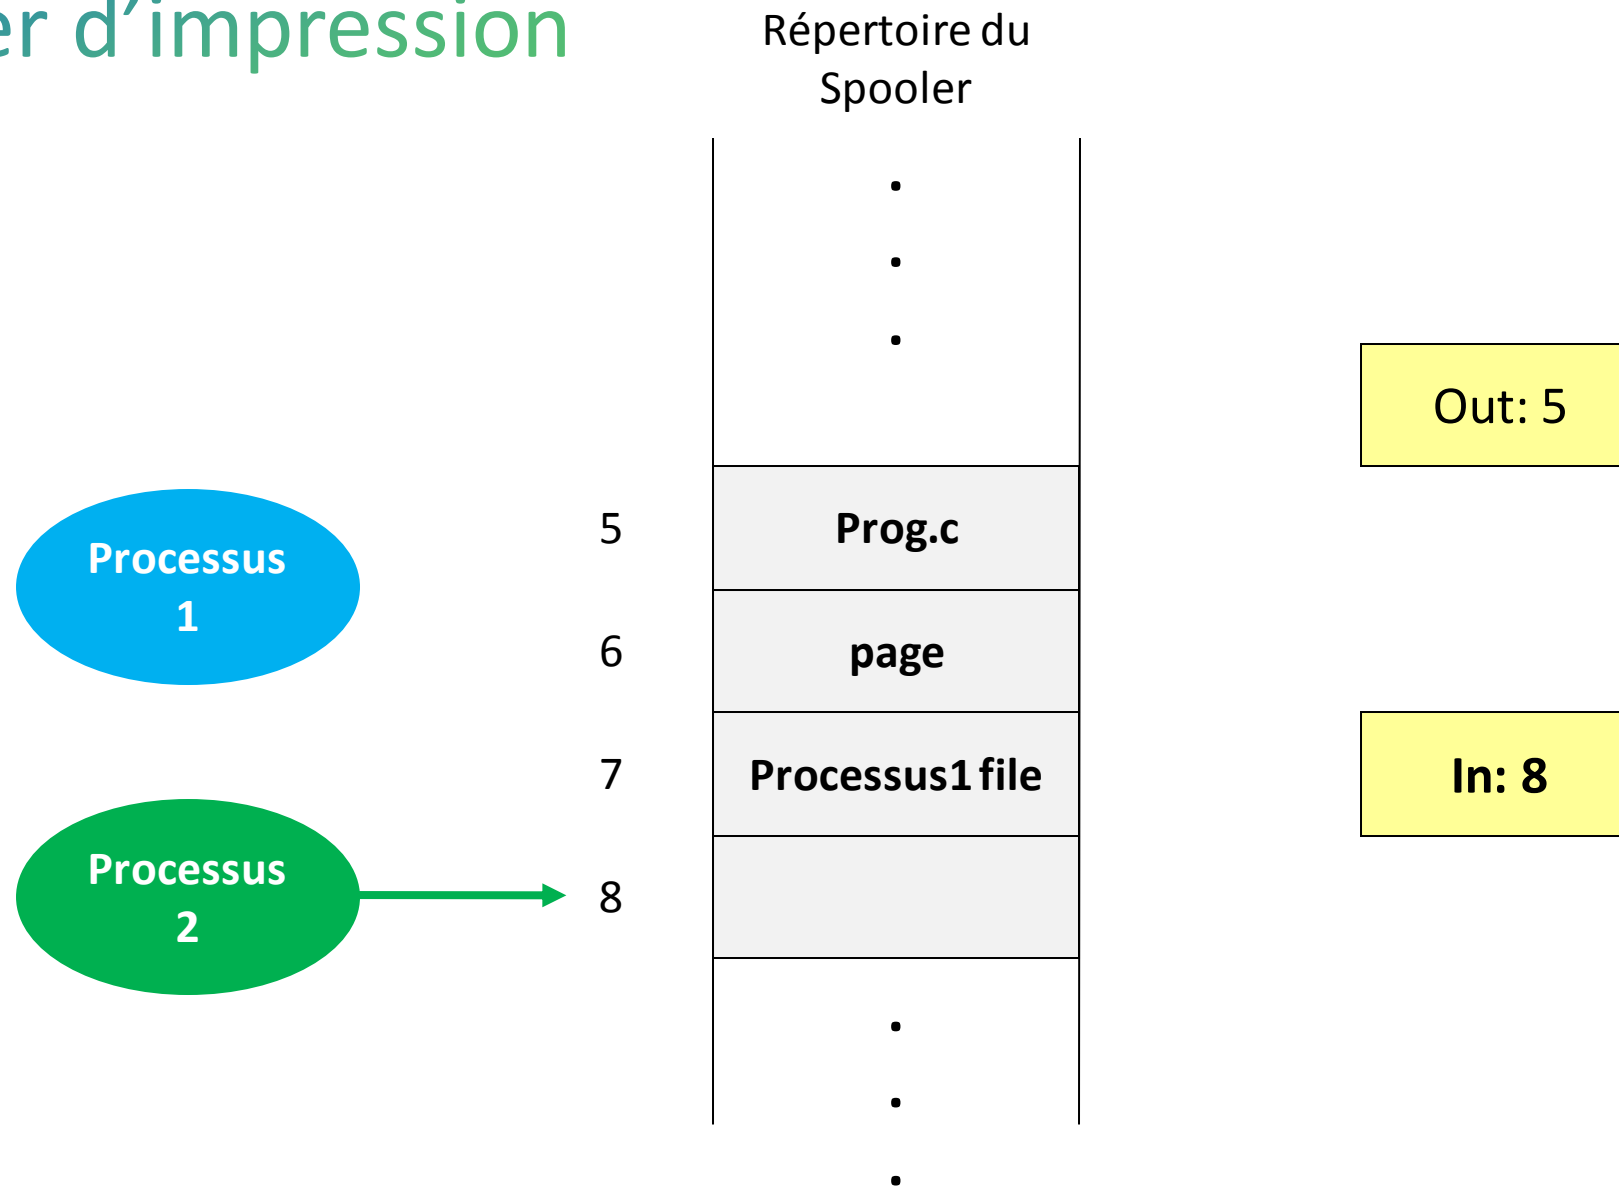 er d’impression
Répertoire du
Spooler
.
.
.
Out: 5
5
Prog.c
Processus
1
6
page
7
Processus1 file
In: 8
Processus
2
8
.
.
.